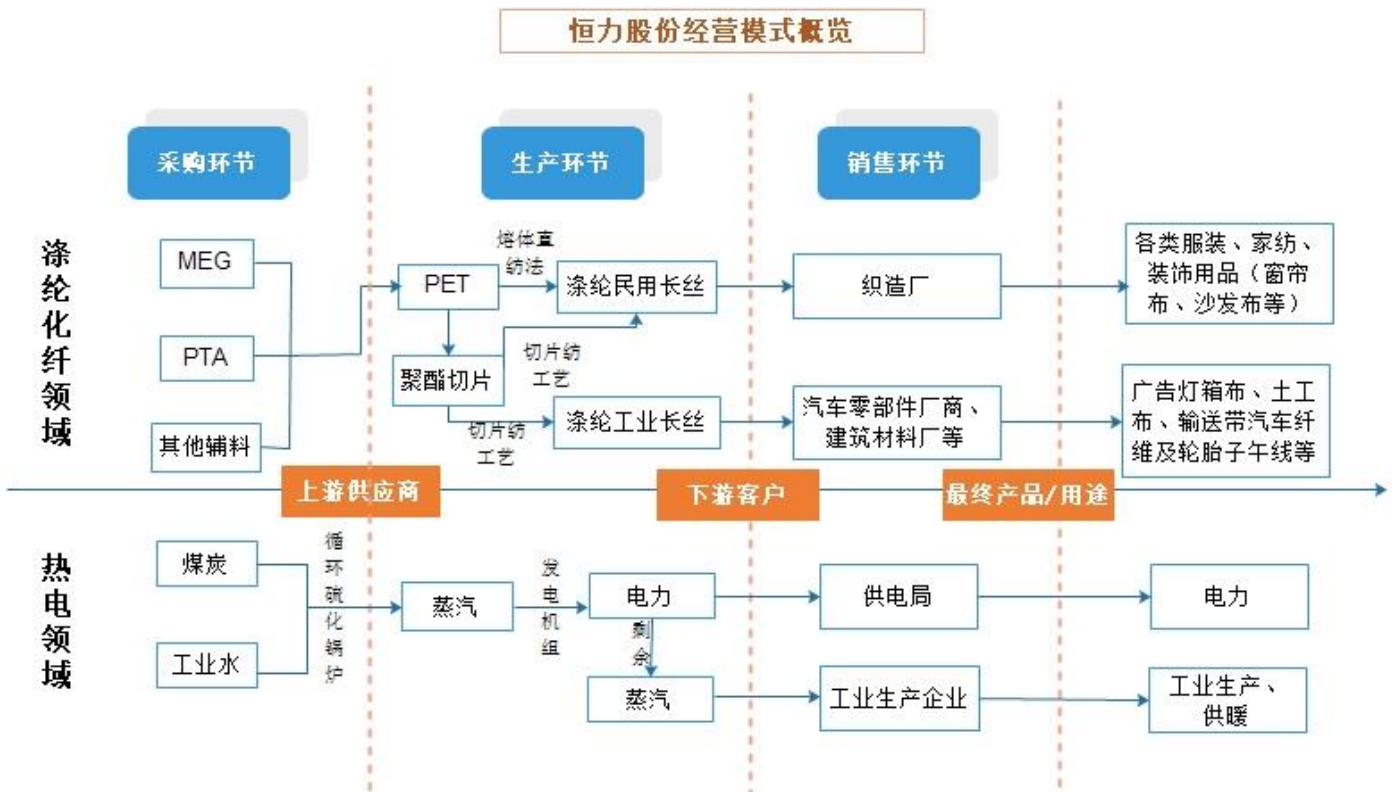 恒力股份经营模式概览
采购环节
生产环节
销售环节
涤纶化纤领域
MEG
PTA
其他辅料
PET
熔体直
纺法
涤纶民用长丝
聚酯切片
切片纺
工艺
切片纺
工艺
涤纶工业长丝
织造厂
汽车零部件厂商、
建筑材料厂等
各类服装、家纺、
装饰用品（窗帘
布、沙发布等）
广告灯箱布、土工
布、输送带汽车纤
维及轮胎子午线等
上游供应商
下游客户
最终产品/用途
热电领域
煤炭
工业水
循环硫化锅炉
蒸汽
发电机组
电力
剩余
蒸汽
供电局
工业生产企业
电力
工业生产、
供暖